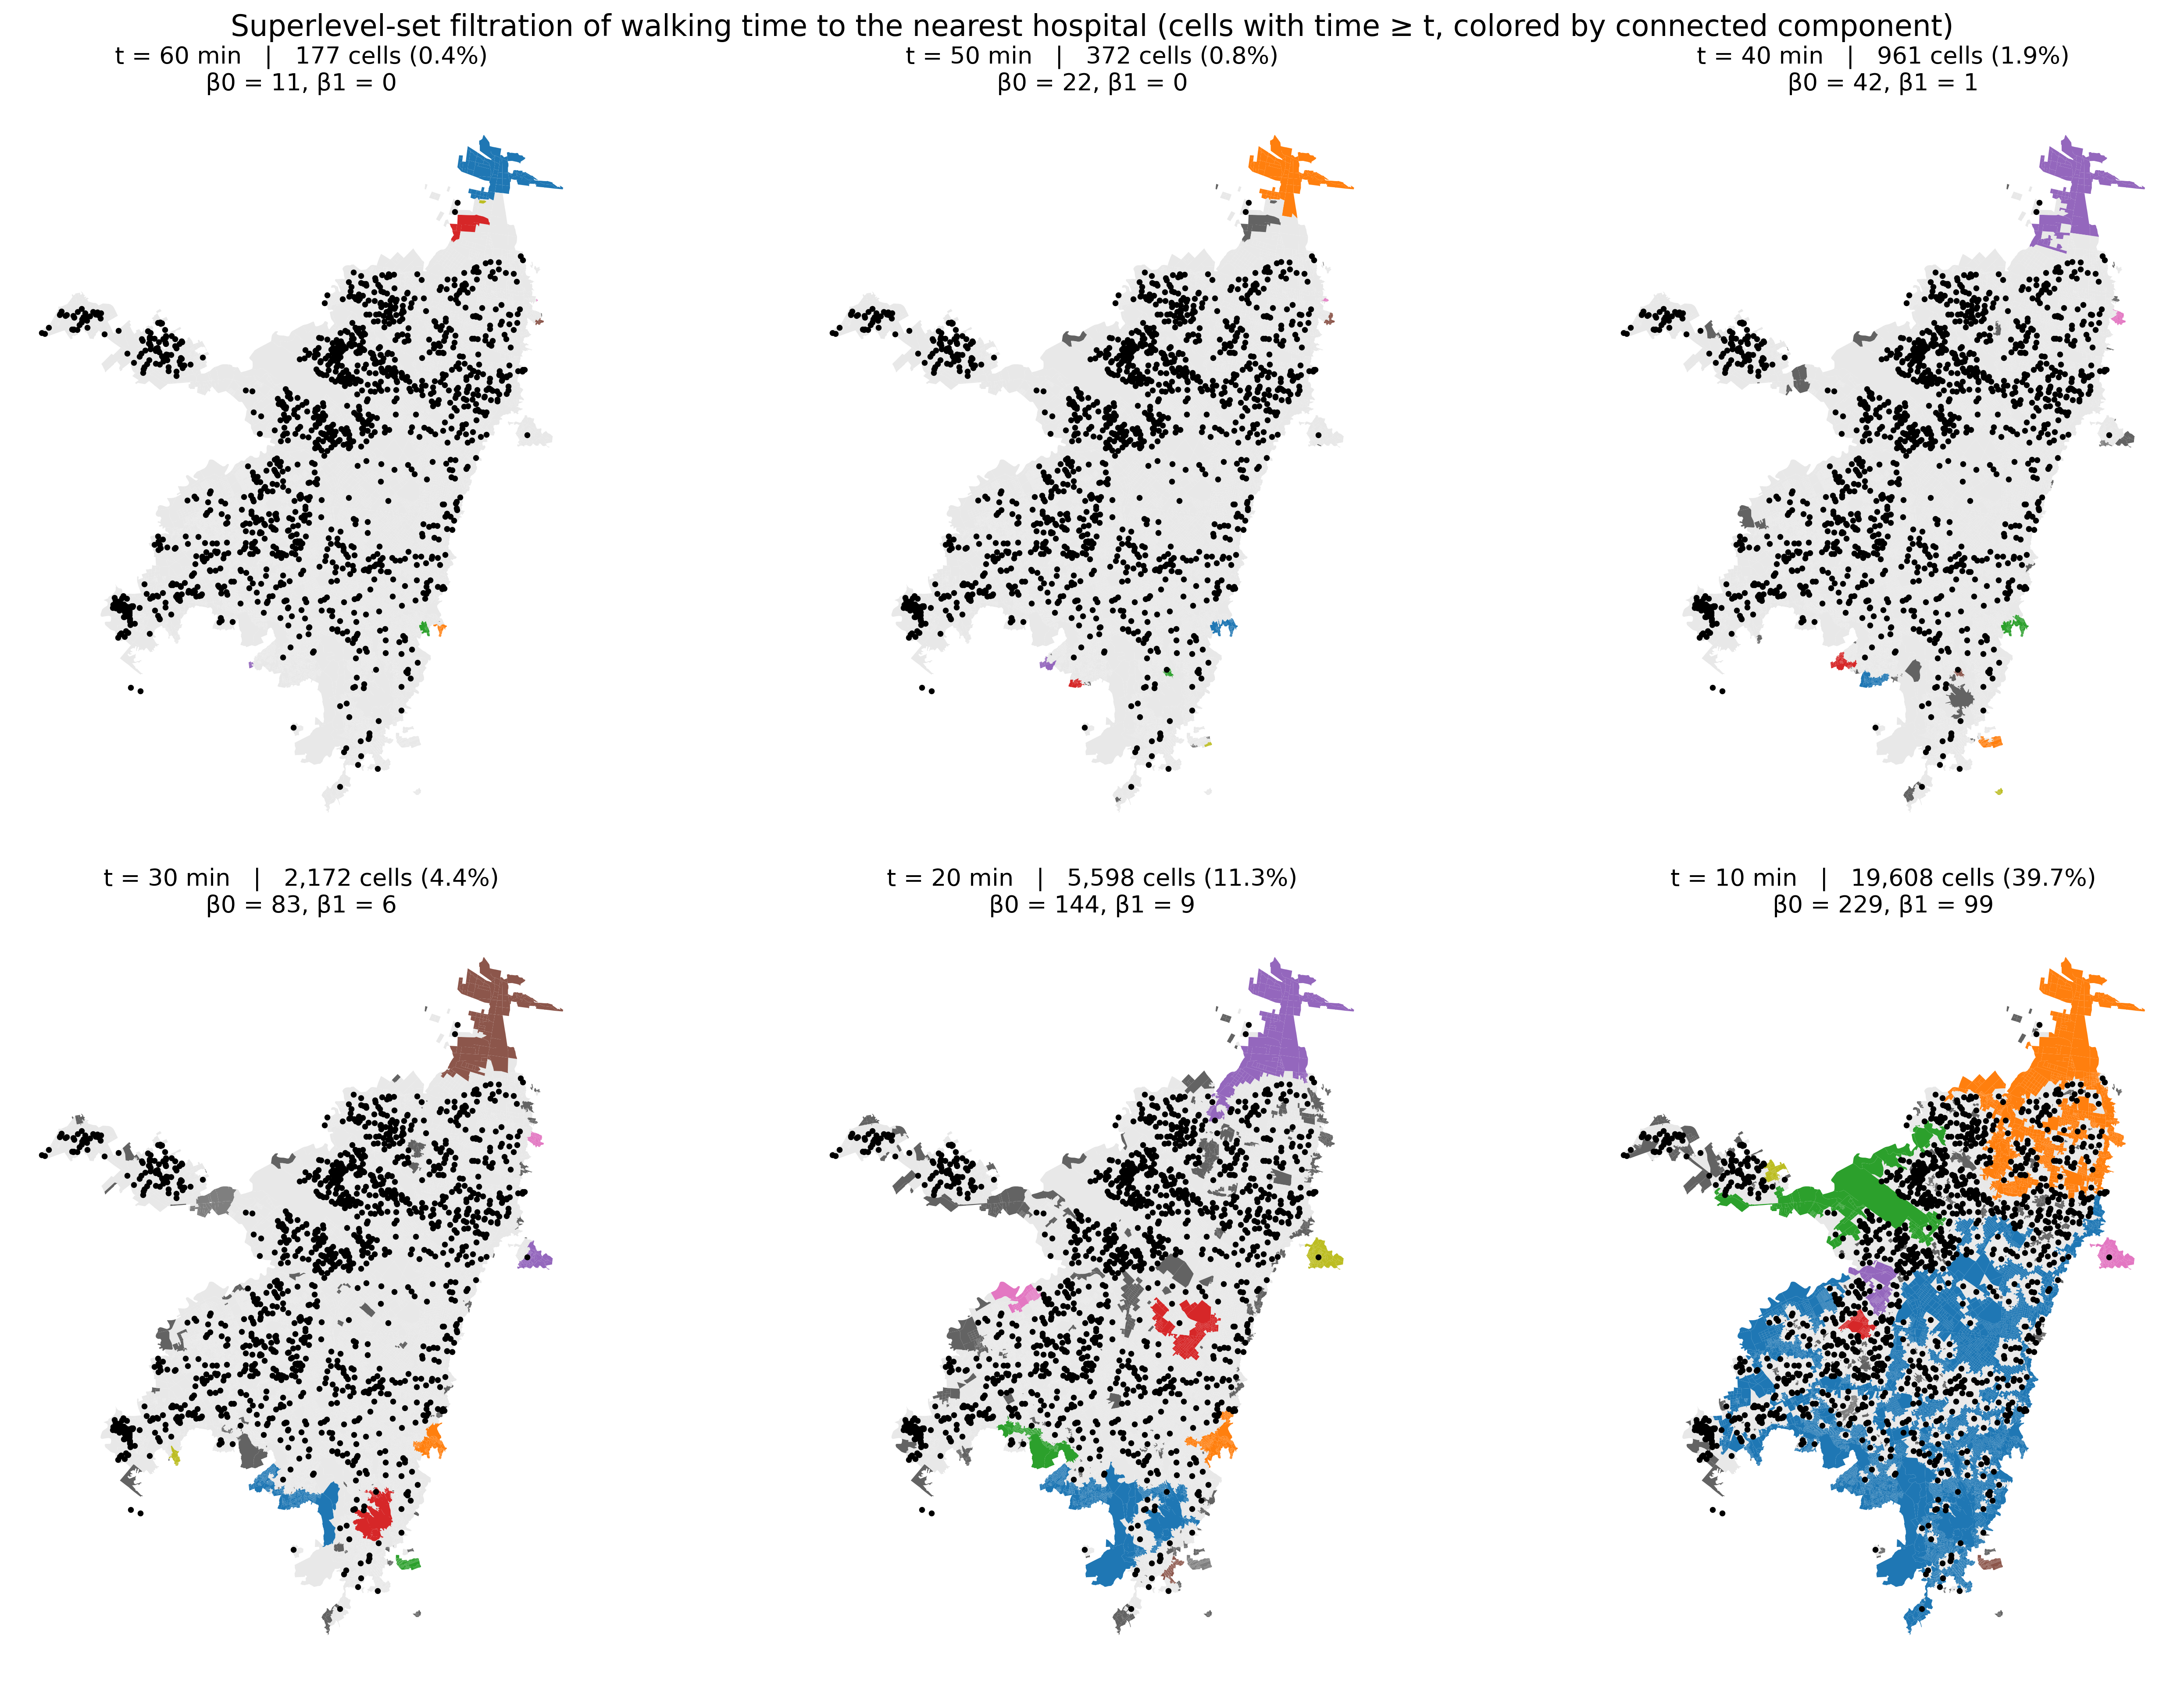 Superlevel-set filtration of walking time to the nearest hospital (cells with time ≥ t, colored by connected component)
t = 60 min | 177 cells (0.4%)
β0 = 11, β1 = 0
t = 50 min | 372 cells (0.8%)
β0 = 22, β1 = 0
t = 40 min | 961 cells (1.9%)
β0 = 42, β1 = 1
t = 30 min | 2,172 cells (4.4%)
β0 = 83, β1 = 6
t = 20 min | 5,598 cells (11.3%)
β0 = 144, β1 = 9
t = 10 min | 19,608 cells (39.7%)
β0 = 229, β1 = 99